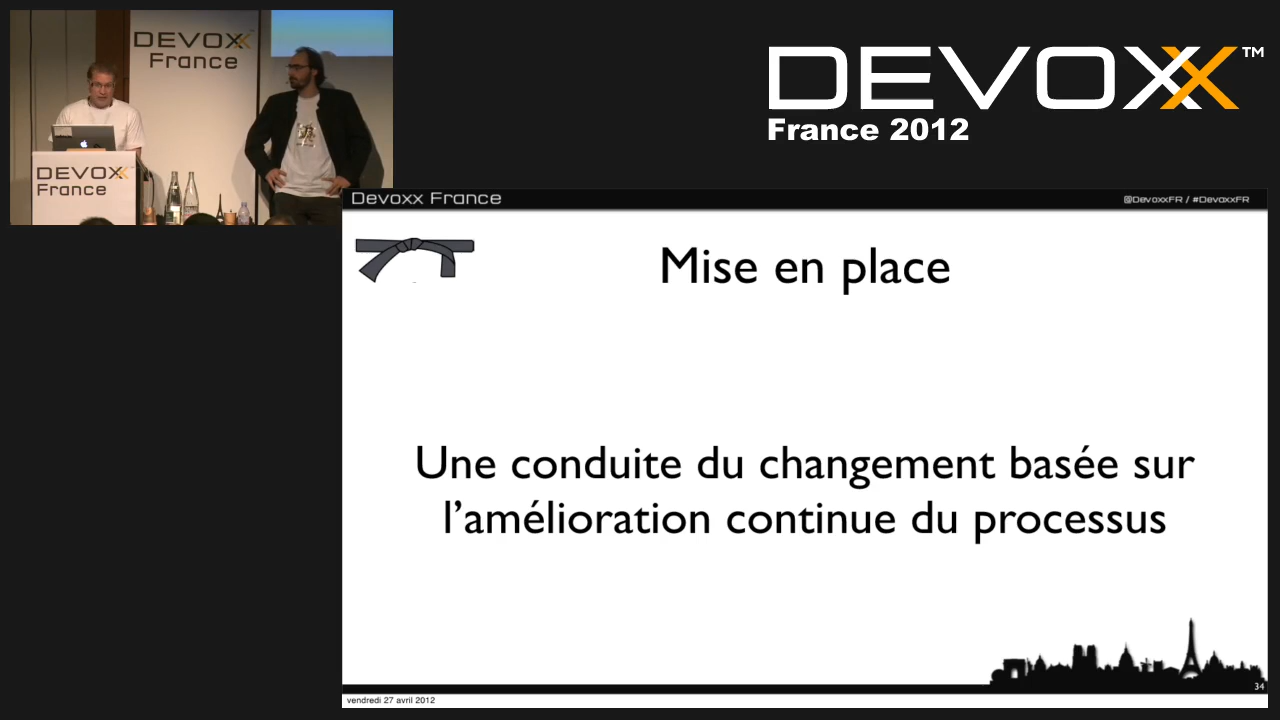 DEVOXX
France
DEVOXX
France
DEVOXX™
France 2012
Devoxx France
@DevoxxFR / #DevoxxFR
Mise en place
Une conduite du changement basée sur
l’amélioration continue du processus
34
vendredi 27 avril 2012